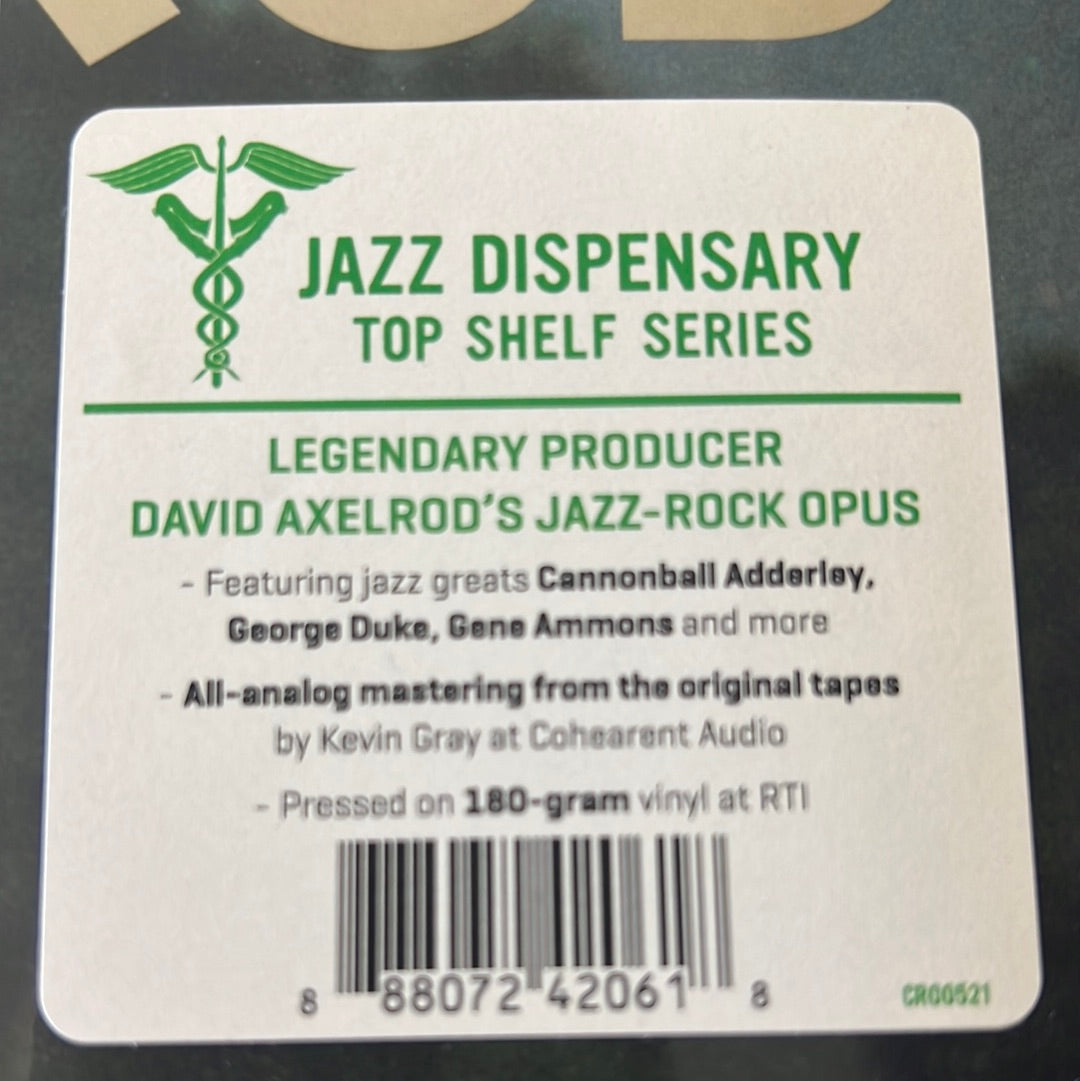 JAZZ DISPENSARY
TOP SHELF SERIES
LEGENDARY PRODUCER
DAVID AXELROD'S JAZZ-ROCK OPUS
- Featuring jazz greats Cannonball Adderley,
George Duke, Gene Ammons and more
- All-analog mastering from the original tapes
by Kevin Gray at Cohearent Audio
- Pressed on 180-gram vinyl at RTI
8 88072 42061 8
CR00521